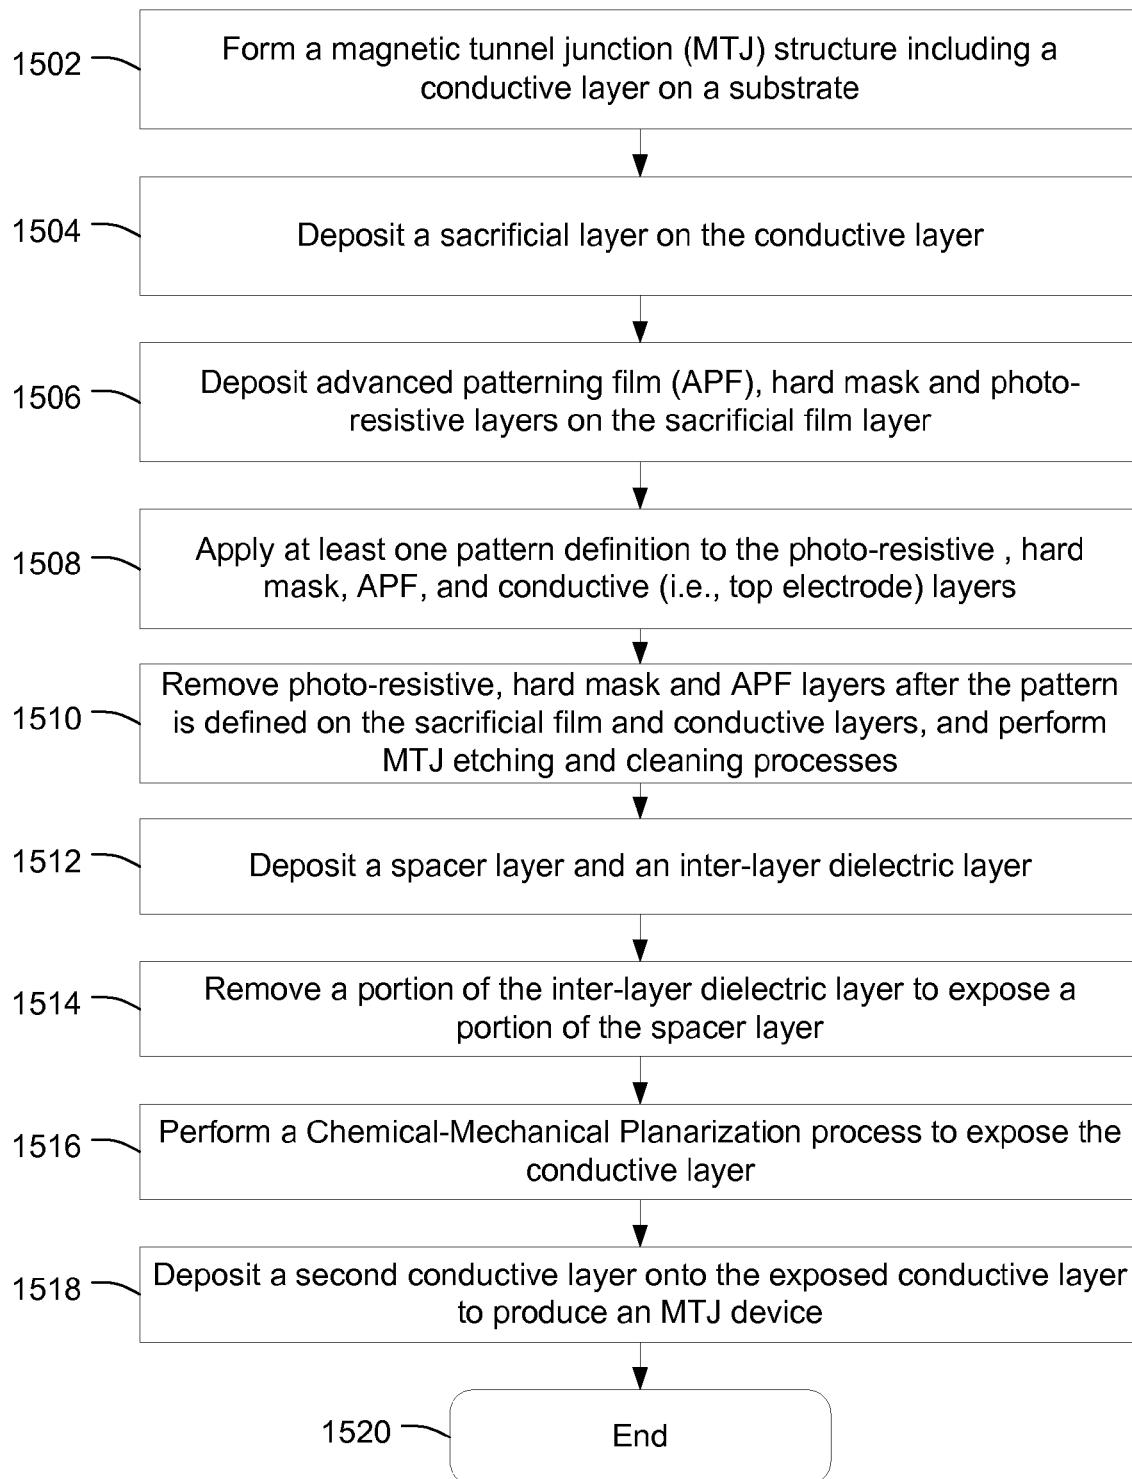 1502
Form a magnetic tunnel junction (MTJ) structure including a
conductive layer on a substrate
1504
Deposit a sacrificial layer on the conductive layer
1506
Deposit advanced patterning film (APF), hard mask and photo-
resistive layers on the sacrificial film layer
1508
Apply at least one pattern definition to the photo-resistive , hard
mask, APF, and conductive (i.e., top electrode) layers
1510
Remove photo-resistive, hard mask and APF layers after the pattern
is defined on the sacrificial film and conductive layers, and perform
MTJ etching and cleaning processes
1512
Deposit a spacer layer and an inter-layer dielectric layer
1514
Remove a portion of the inter-layer dielectric layer to expose a
portion of the spacer layer
1516
Perform a Chemical-Mechanical Planarization process to expose the
conductive layer
1518
Deposit a second conductive layer onto the exposed conductive layer
to produce an MTJ device
1520
End